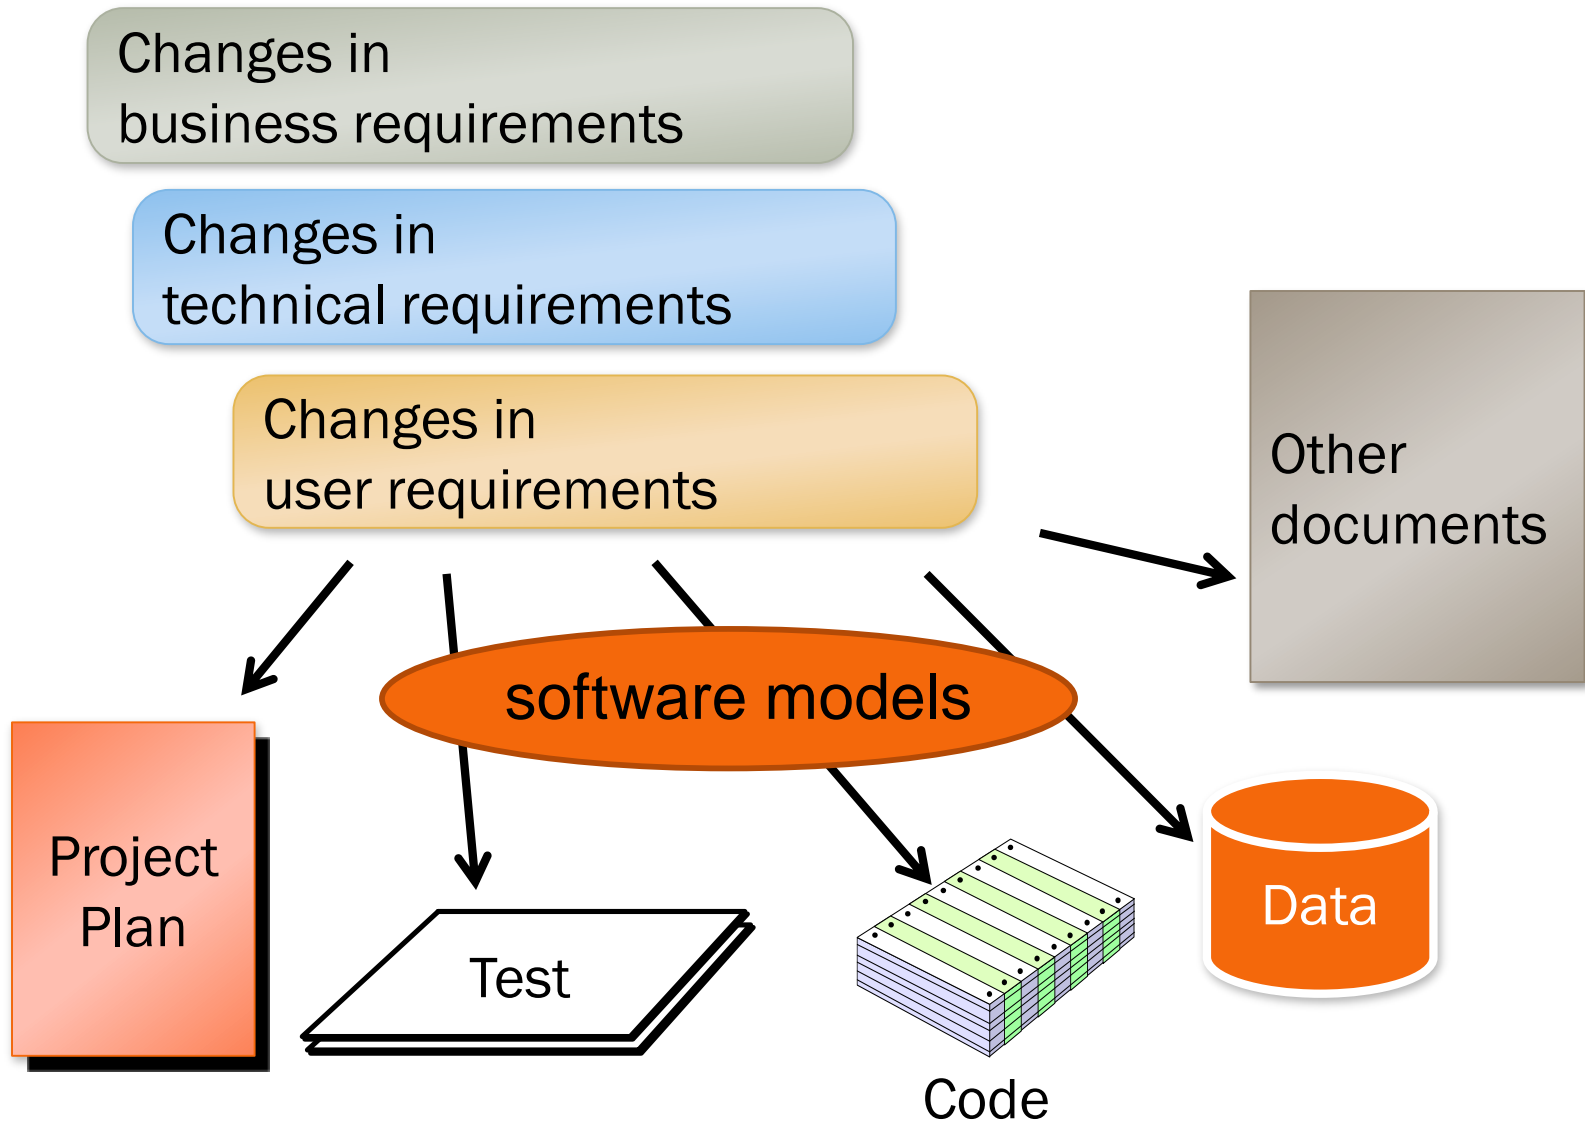 Changes in
business requirements
Changes in
technical requirements
Changes in
user requirements
Other
documents
software models
Project
Plan
Test
Data
Code